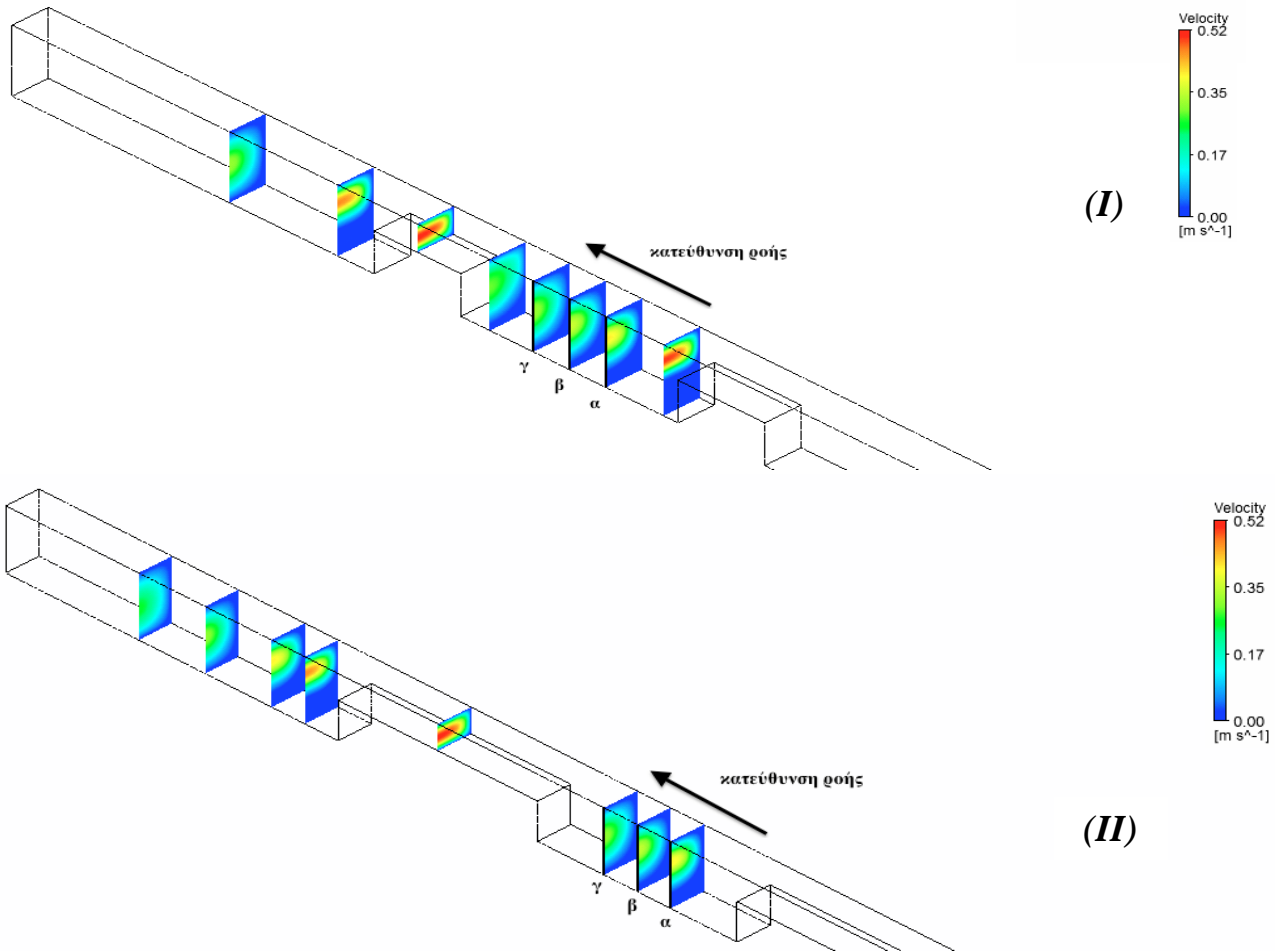 Velocity
0.52
0.35
0.17
0.00
[m s^-1]
(I)
κατεύθυνση ροής
γ
β
α
Velocity
0.52
0.35
0.17
0.00
[m s^-1]
(II)
κατεύθυνση ροής
γ
β
α